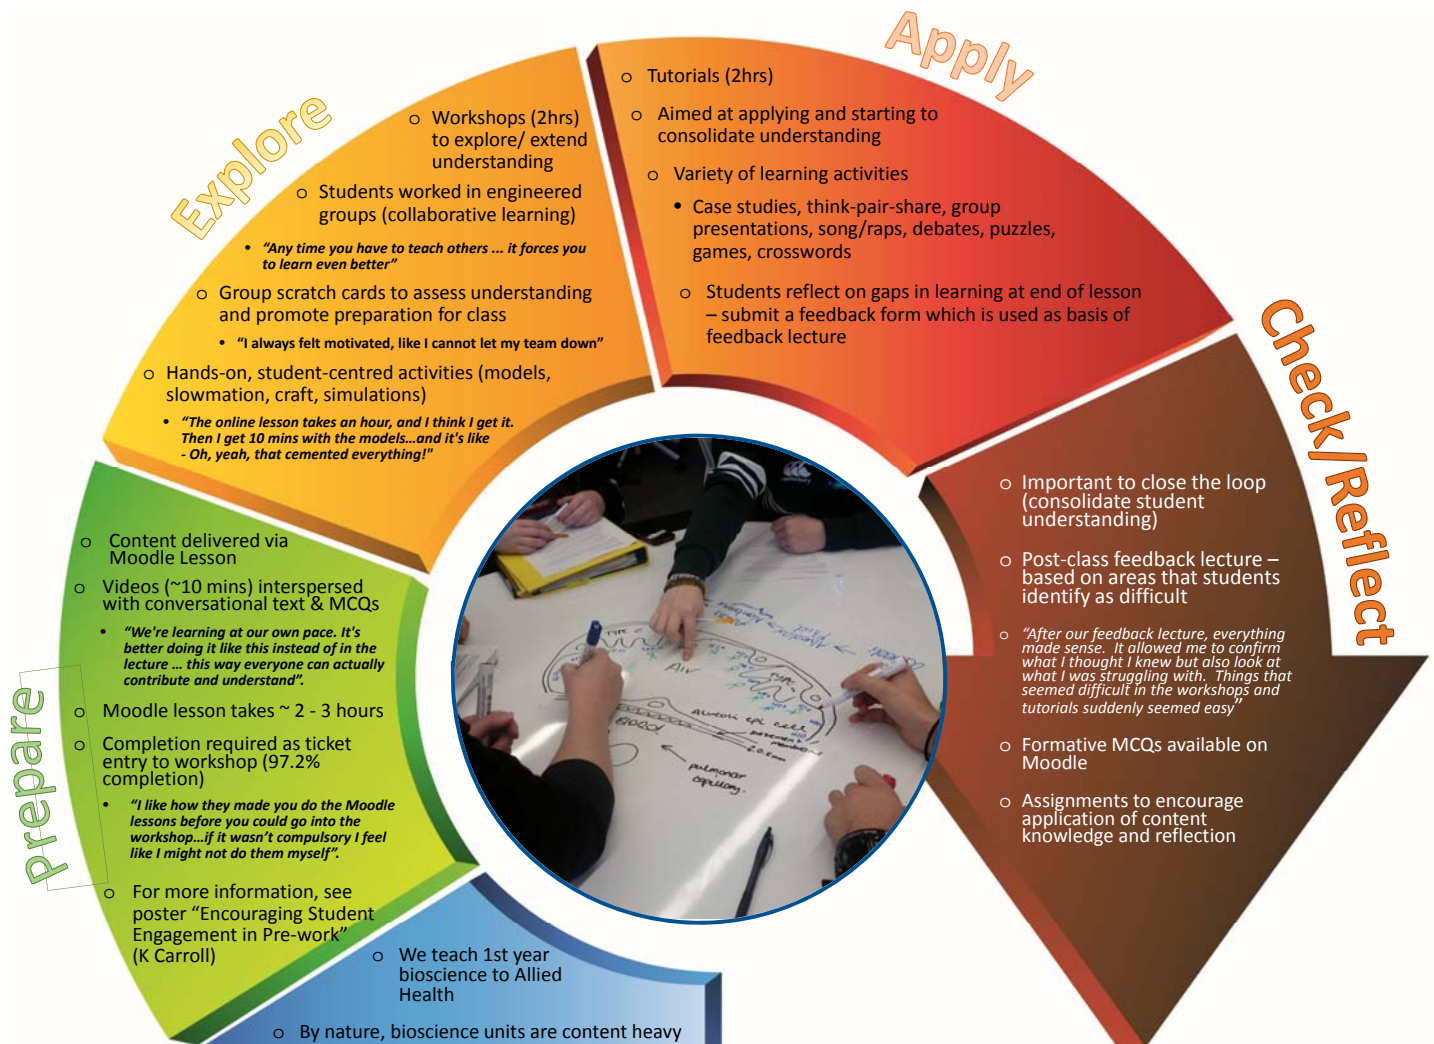 Apply
Explore
Prepare
Check/Reflect
o Tutorials (2hrs)
o Aimed at applying and starting to
consolidate understanding
o Variety of learning activities
• Case studies, think-pair-share, group
presentations, song/raps, debates, puzzles,
games, crosswords
o Students reflect on gaps in learning at end of lesson
– submit a feedback form which is used as basis of
feedback lecture
o Workshops (2hrs)
to explore/ extend
understanding
o Students worked in engineered
groups (collaborative learning)
• “Any time you have to teach others ... it forces you
to learn even better”
o Group scratch cards to assess understanding
and promote preparation for class
• “I always felt motivated, like I cannot let my team down”
o Hands-on, student-centred activities (models,
slowmation, craft, simulations)
• “The online lesson takes an hour, and I think I get it.
Then I get 10 mins with the models…and it's like
- Oh, yeah, that cemented everything!"
o Content delivered via
Moodle Lesson
o Videos (~10 mins) interspersed
with conversational text & MCQs
• “We're learning at our own pace. It's
better doing it like this instead of in the
lecture … this way everyone can actually
contribute and understand”.
o Moodle lesson takes ~ 2 - 3 hours
o Completion required as ticket
entry to workshop (97.2%
completion)
• “I like how they made you do the Moodle
lessons before you could go into the
workshop…if it wasn’t compulsory I feel
like I might not do them myself”.
o For more information, see
poster “Encouraging Student
Engagement in Pre-work”
(K Carroll)
o We teach 1st year
bioscience to Allied
Health
o By nature, bioscience units are content heavy
o Important to close the loop
(consolidate student
understanding)
o Post-class feedback lecture –
based on areas that students
identify as difficult
o “After our feedback lecture, everything
made sense. It allowed me to confirm
what I thought I knew but also look at
what I was struggling with. Things that
seemed difficult in the workshops and
tutorials suddenly seemed easy”
o Formative MCQs available on
Moodle
o Assignments to encourage
application of content
knowledge and reflection
TYPE
Air
TYPE
Blood
epi cells
basement
membrane
pulmonar
capillary.